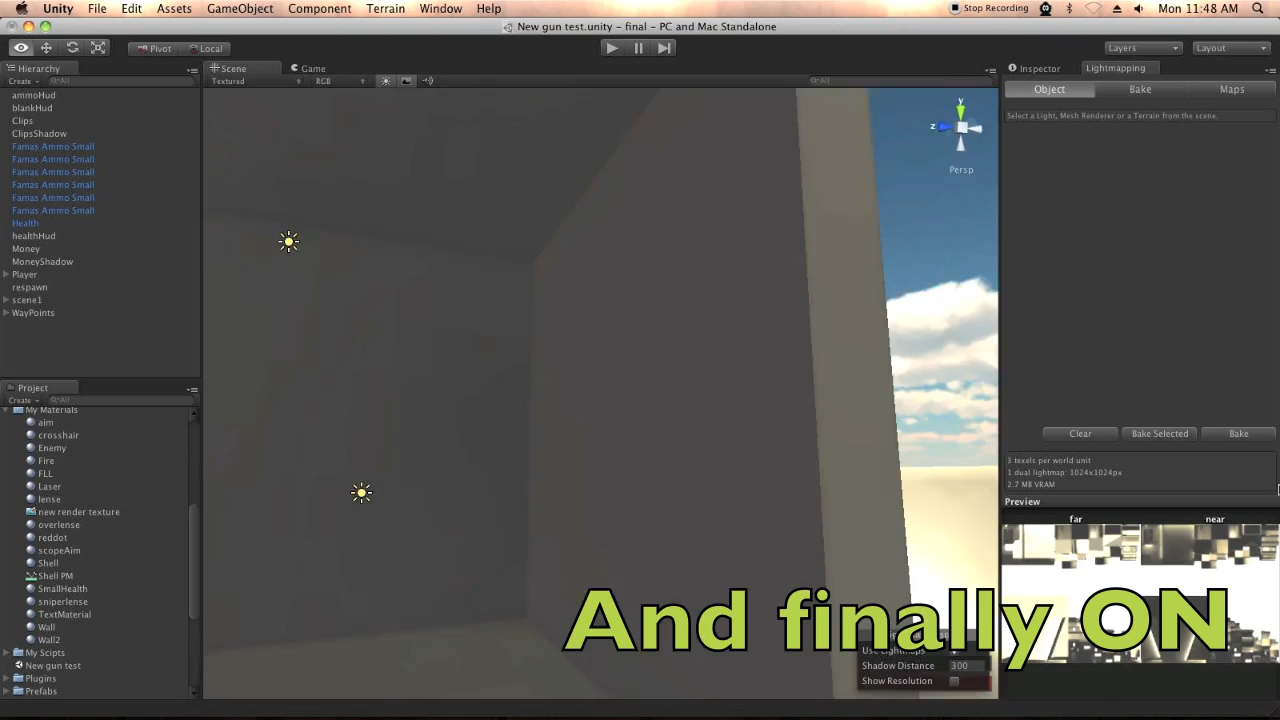 Unity File Edit Assets GameObject Component Terrain Window Help Stop Recording Mon 11:48 AM
New gun test.unity - final - PC and Mac Standalone
Pivot Local Layers Layout
Hierarchy Scene Game Inspector Lightmapping
Create All Textured RGB All
Object Bake Maps
Select a Light, Mesh Renderer or a Terrain from the scene.
ammoHud
blankHud
Clips
ClipsShadow
Famas Ammo Small
Famas Ammo Small
Famas Ammo Small
Famas Ammo Small
Famas Ammo Small
Famas Ammo Small
Health
healthHud
Money
MoneyShadow
Player
respawn
scene1
WayPoints
y
z
Persp
Project
Create All
My Materials
aim
crosshair
Enemy
Fire
FLL
Laser
lense
new render texture
overlense
reddot
scopeAim
Shell
Shell PM
SmallHealth
sniperlense
TextMaterial
Wall
Wall2
My Scripts
New gun test
Plugins
Prefabs
Clear Bake Selected Bake
3 texels per world unit
1 dual lightmap: 1024x1024px
2.7 MB VRAM
Preview
far near
And finally ON
Use Lightmaps
Shadow Distance 300
Show Resolution